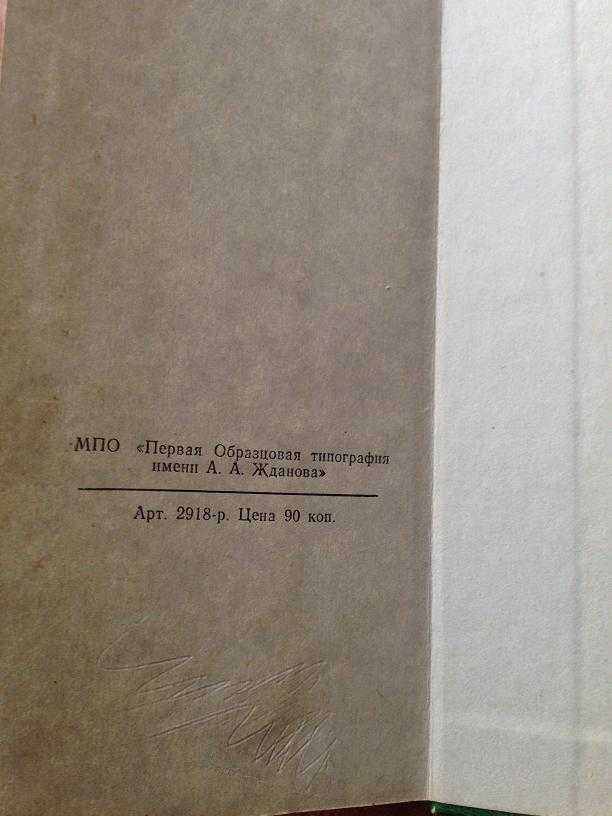 МПО «Первая Образцовая типография
имени А. А. Жданова»
Арт. 2918-р. Цена 90 коп.